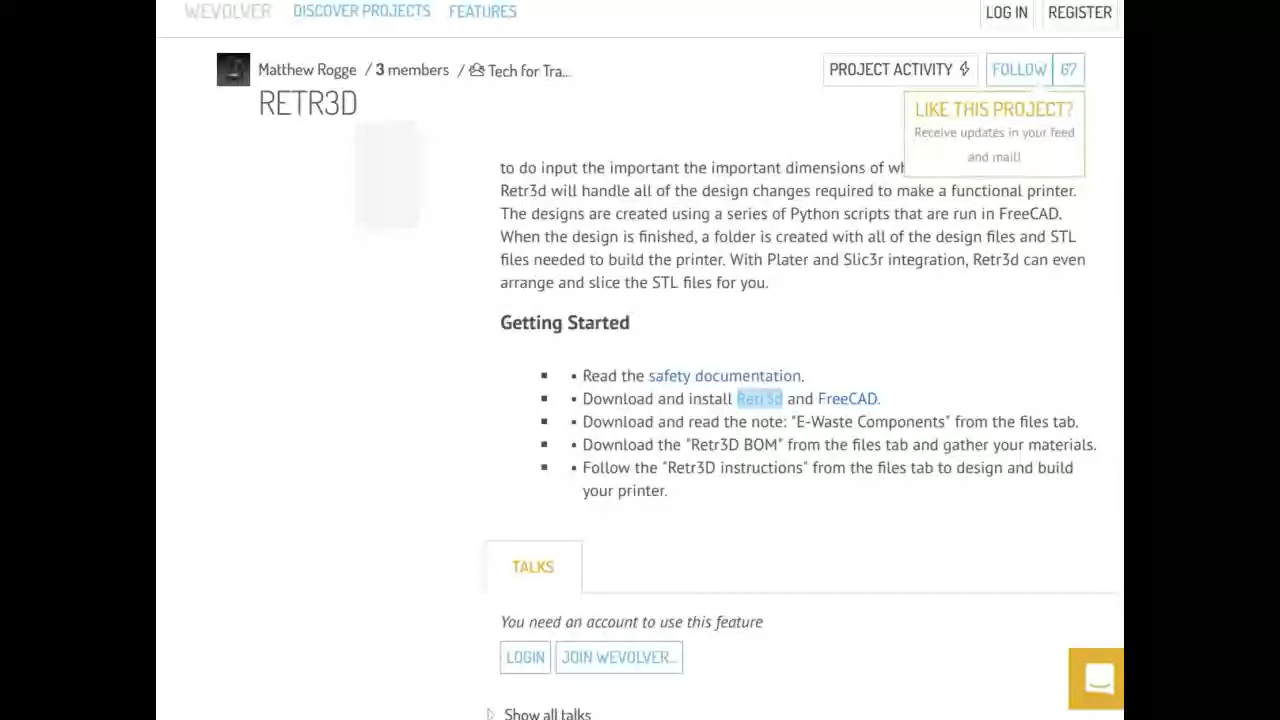 WEVOLVER DISCOVER PROJECTS FEATURES LOG IN REGISTER
Matthew Rogge / 3 members / Tech for Tra... PROJECT ACTIVITY FOLLOW 67
RETR3D
LIKE THIS PROJECT?
Receive updates in your feed
and mail!
to do input the important the important dimensions of
Retr3d will handle all of the design changes required to make a functional printer.
The designs are created using a series of Python scripts that are run in FreeCAD.
When the design is finished, a folder is created with all of the design files and STL
files needed to build the printer. With Plater and Slic3r integration, Retr3d can even
arrange and slice the STL files for you.
Getting Started
▪ • Read the safety documentation.
▪ • Download and install Retr3d and FreeCAD.
▪ • Download and read the note: "E-Waste Components" from the files tab.
▪ • Download the "Retr3D BOM" from the files tab and gather your materials.
▪ • Follow the "Retr3D instructions" from the files tab to design and build
your printer.
TALKS
You need an account to use this feature
LOGIN JOIN WEVOLVER...
Show all talks